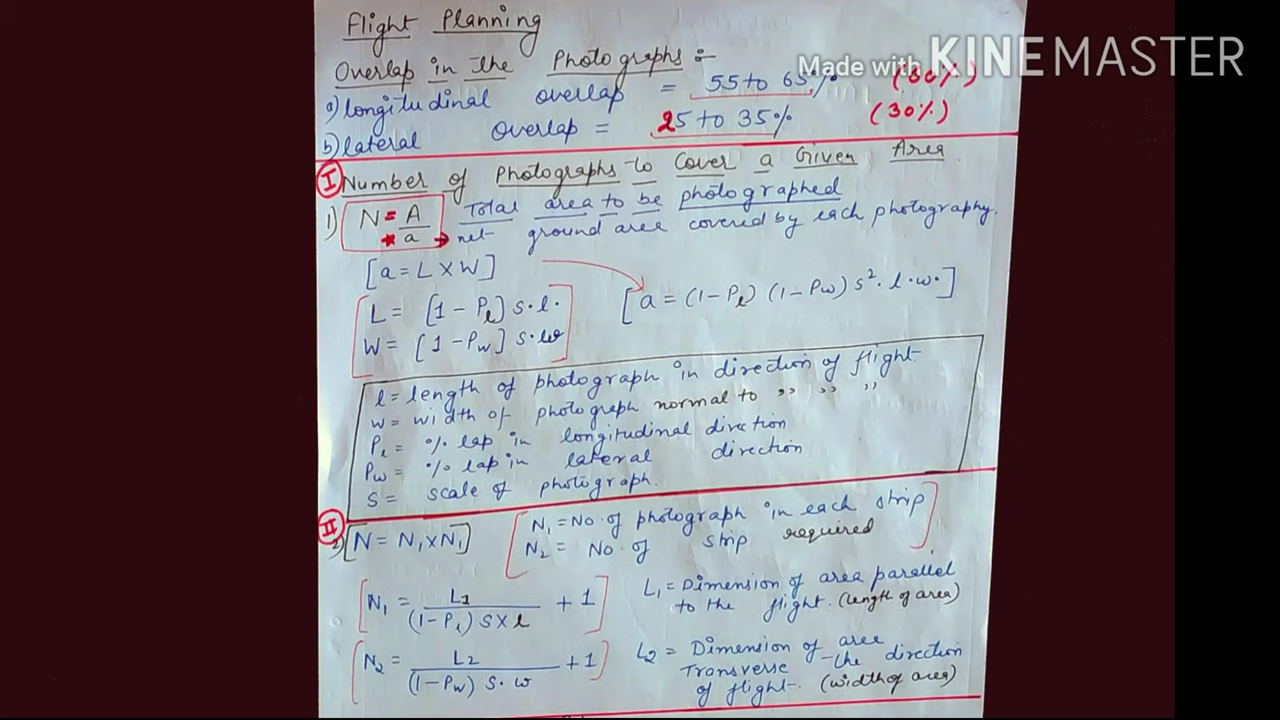 Flight Planning
Made with KINEMASTER
Overlap in the Photographs :-
a) longitudinal overlap = 55 to 65% (60%)
b) lateral overlap = 25 to 35% (30%)
I Number of Photographs to Cover a Given Area
1) N = A/a Total area to be photographed
→ net ground area covered by each photography.
[a = L X W]
L = [1 - Pl] s·l· [a = (1 - Pl) (1 - Pw) s²·l·w·]
W = [1 - Pw] s·w
l = length of photograph in direction of flight
w = width of photograph normal to ,, ,, ,,
Pl = % lap in longitudinal direction
Pw = % lap in lateral direction
S = scale of photograph.
II
2) [N = N1 x N1] [N1 = No of photograph in each strip
N2 = No. of strip required]
[N1 = L1/(1-Pl) S X l + 1] L1 = Dimension of area parallel
to the flight. (length of area)
[N2 = L2/(1-Pw) S·w + 1] L2 = Dimension of area
Transverse the direction
of flight. (width of area)